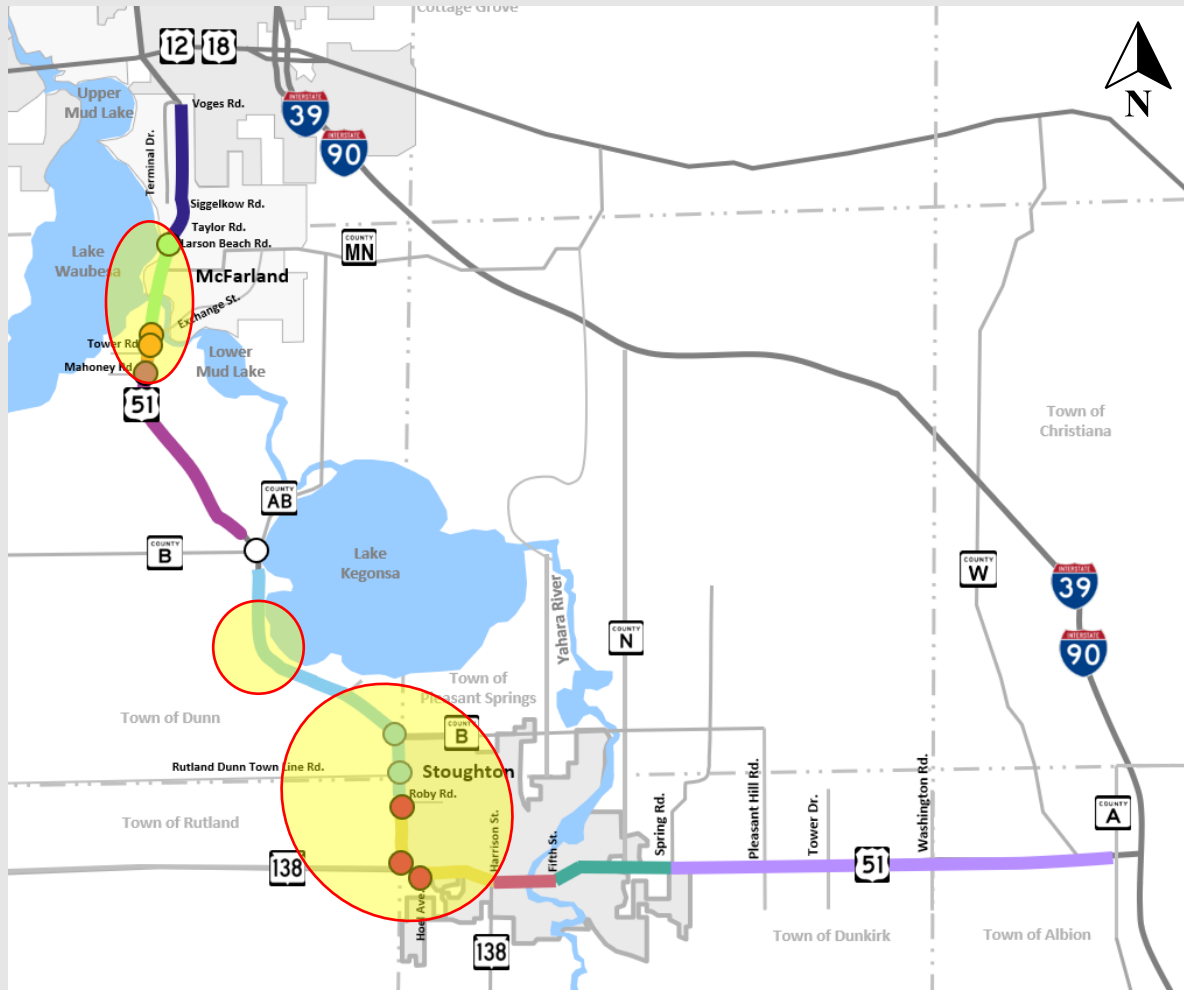 Cottage Grove
12
18
Upper
Mud Lake
Voges Rd.
INTERSTATE
39
INTERSTATE
90
N
Terminal Dr.
Siggelkow Rd.
Taylor Rd.
Larson Beach Rd.
COUNTY
MN
Lake
Waubesa
McFarland
Exchange St.
Tower Rd
Mahoney Rd
Lower
Mud Lake
51
Town of
Christiana
COUNTY
AB
COUNTY
B
Lake
Kegonsa
COUNTY
W
INTERSTATE
39
INTERSTATE
90
Yahara River
COUNTY
N
Town of
Pleasant Springs
Town of Dunn
COUNTY
B
Rutland Dunn Town Line Rd.
Stoughton
Roby Rd.
Town of Rutland
138
Harrison St.
Fifth St.
Spring Rd.
Pleasant Hill Rd.
Tower Dr.
Washington Rd.
51
COUNTY
A
Hoel Ave.
138
Town of Dunkirk
Town of Albion